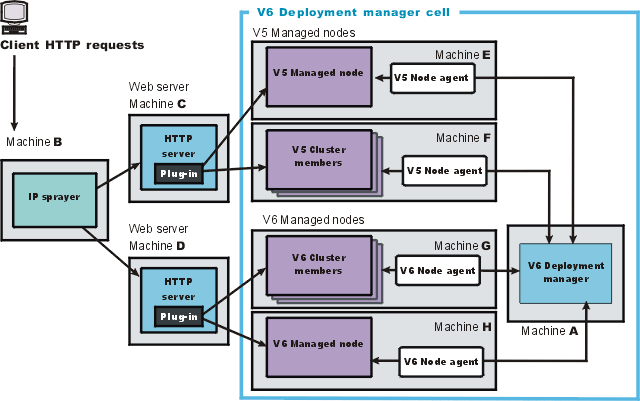 V6 Deployment manager cell
Client HTTP requests
V5 Managed nodes
Machine E
V5 Managed node
V5 Node agent
Web server
Machine C
HTTP
server
Plug-in
Machine B
IP sprayer
Machine F
V5 Cluster
members
V5 Node agent
V6 Managed nodes
Web server
Machine D
HTTP
server
Plug-in
Machine G
V6 Cluster
members
V6 Node agent
V6 Deployment
manager
Machine A
Machine H
V6 Managed node
V6 Node agent